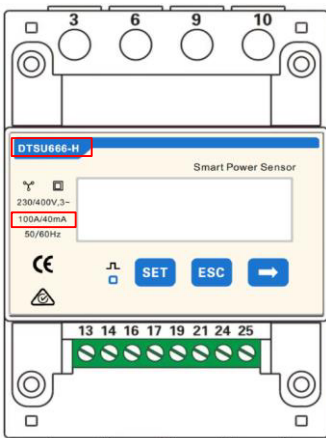 3 6 9 10
DTSU666-H
Smart Power Sensor
230/400V,3~
100A/40mA
50/60Hz
CE
SET ESC
13 14 16 17 19 21 24 25